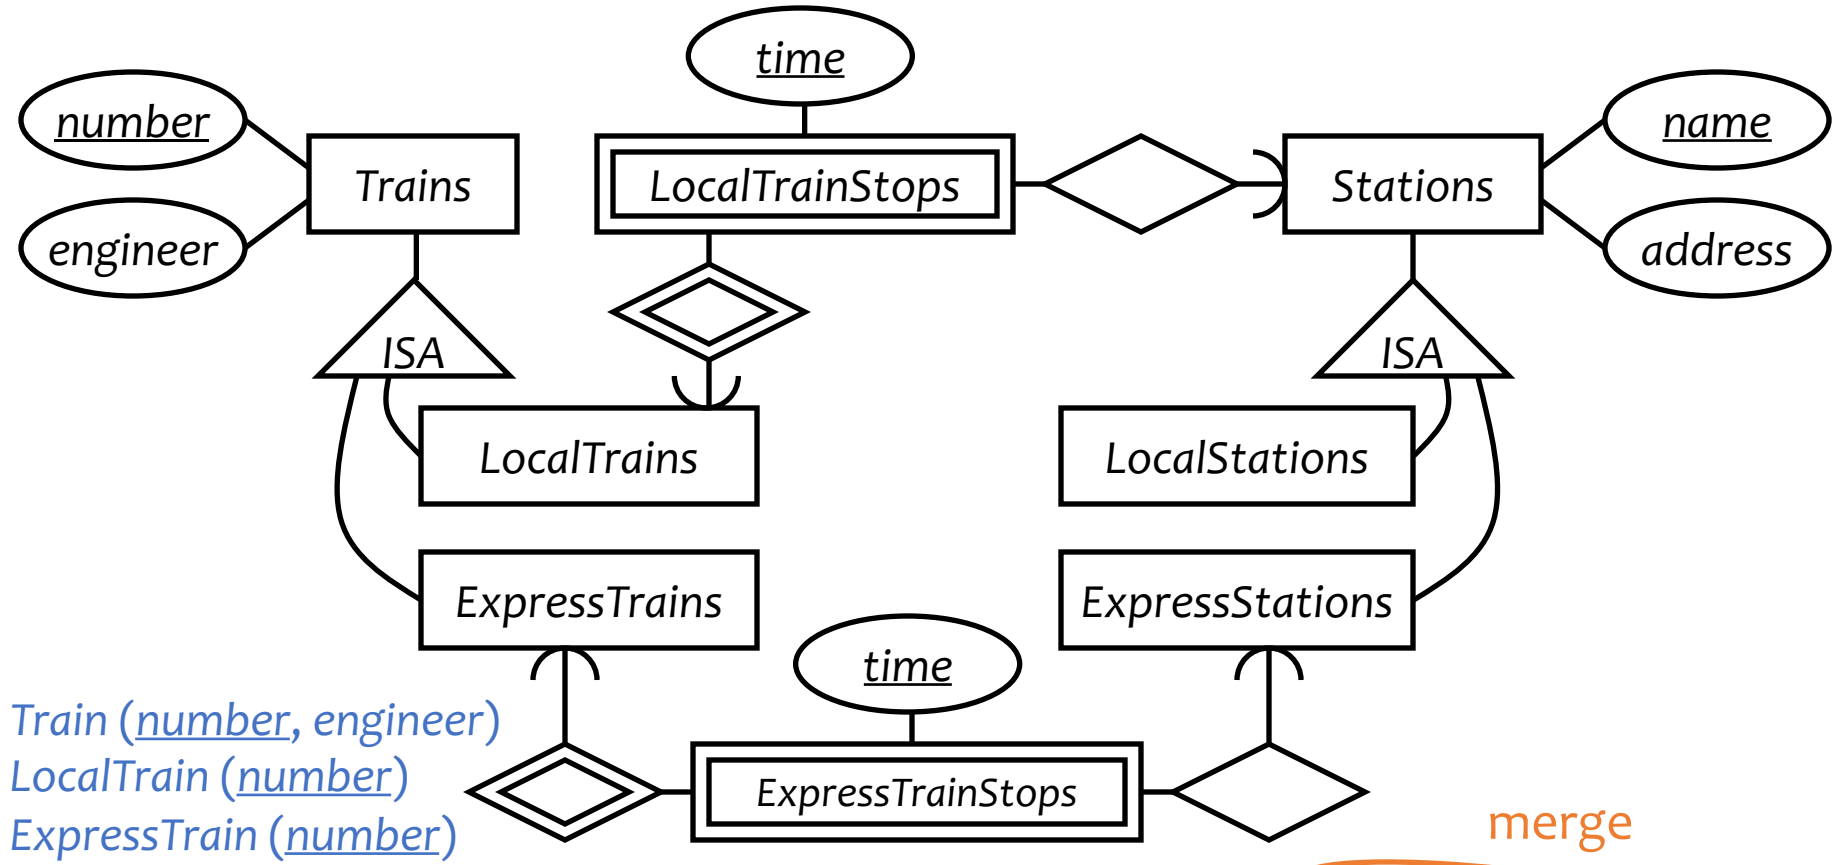 time
number
name
Trains
LocalTrainStops
Stations
engineer
address
ISA
ISA
LocalTrains
LocalStations
ExpressTrains
ExpressStations
time
Train (number, engineer)
LocalTrain (number)
ExpressTrain (number)
ExpressTrainStops
merge